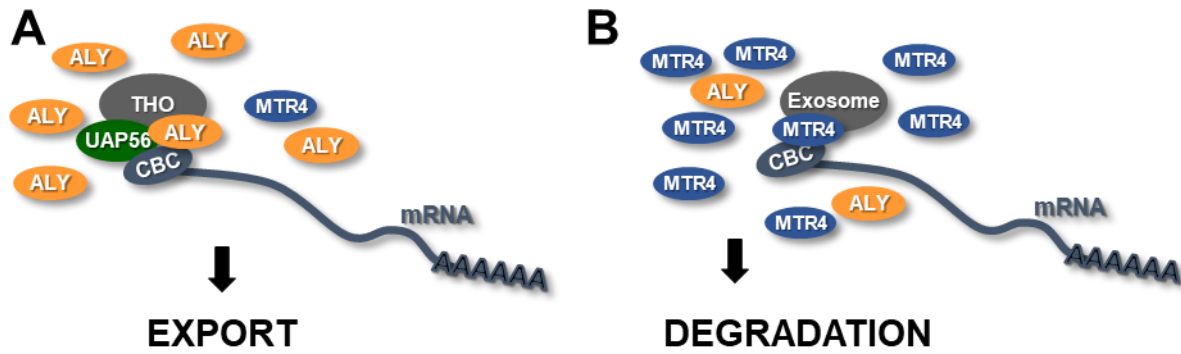 A
ALY
ALY
ALY
THO
MTR4
UAP56
ALY
ALY
CBC
ALY
mRNA
AAAAAA
EXPORT
B
MTR4
MTR4
MTR4
ALY
Exosome
MTR4
MTR4
MTR4
CBC
MTR4
ALY
MTR4
mRNA
AAAAAA
DEGRADATION